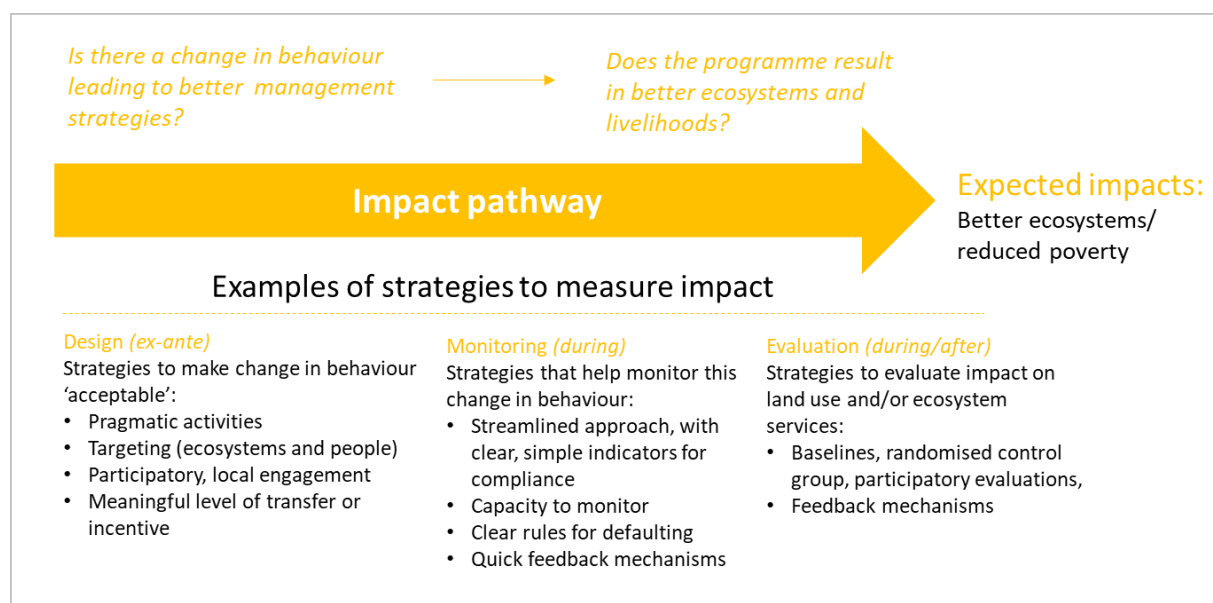 Is there a change in behaviour
leading to better management
strategies?
Does the programme result
in better ecosystems and
livelihoods?
Impact pathway
Expected impacts:
Better ecosystems/
reduced poverty
Examples of strategies to measure impact
Design (ex-ante)
Strategies to make change in behaviour
‘acceptable’:
• Pragmatic activities
• Targeting (ecosystems and people)
• Participatory, local engagement
• Meaningful level of transfer or
incentive
Monitoring (during)
Strategies that help monitor this
change in behaviour:
• Streamlined approach, with
clear, simple indicators for
compliance
• Capacity to monitor
• Clear rules for defaulting
• Quick feedback mechanisms
Evaluation (during/after)
Strategies to evaluate impact on
land use and/or ecosystem
services:
• Baselines, randomised control
group, participatory evaluations,
• Feedback mechanisms